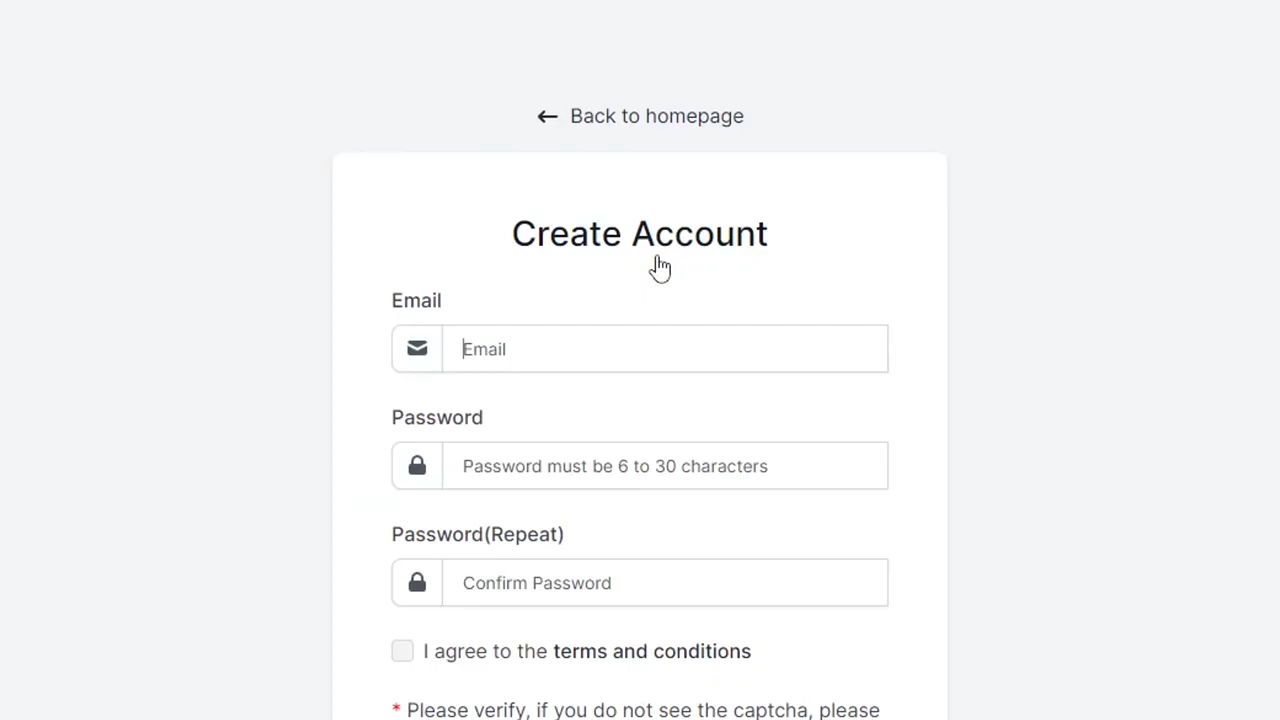 Back to homepage
Create Account
Email
Email
Password
Password must be 6 to 30 characters
Password(Repeat)
Confirm Password
I agree to the terms and conditions
* Please verify, if you do not see the captcha, please